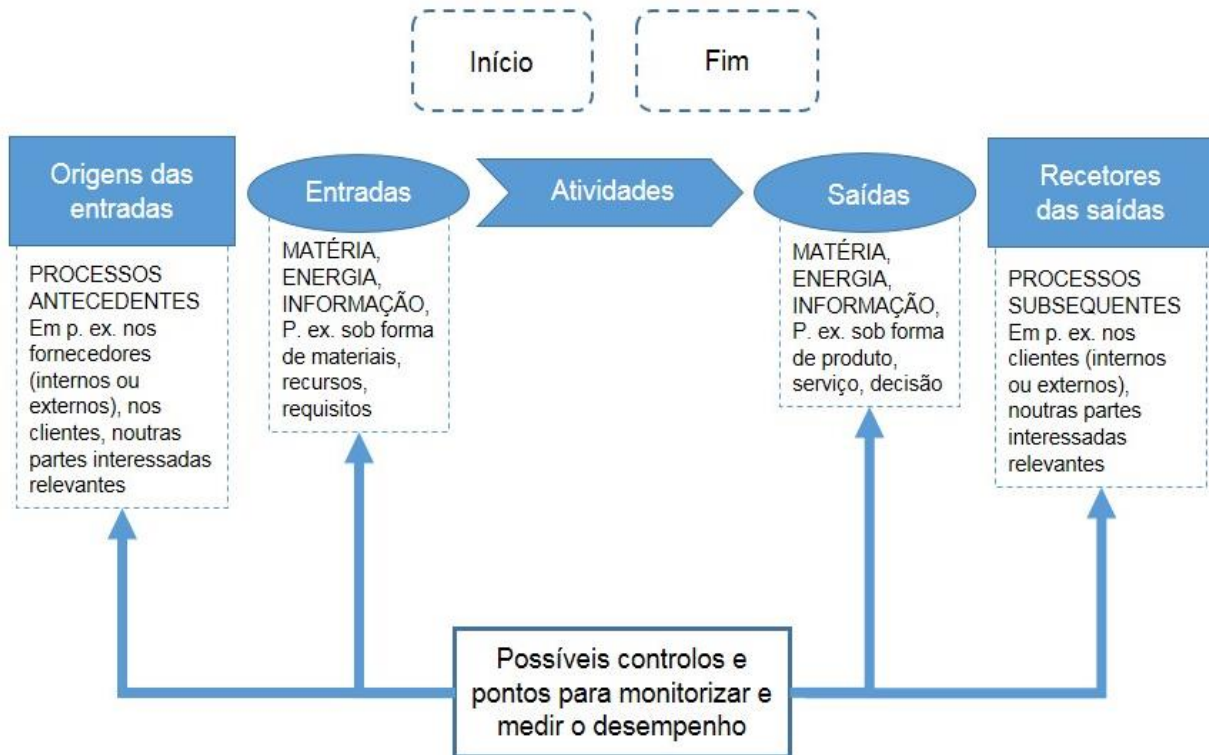 Início
Fim
Origens das
entradas
Entradas
Atividades
Saídas
Recetores
das saídas
PROCESSOS
ANTECEDENTES
Em p. ex. nos
fornecedores
(internos ou
externos), nos
clientes, noutras
partes interessadas
relevantes
MATÉRIA,
ENERGIA,
INFORMAÇÃO,
P. ex. sob forma
de materiais,
recursos,
requisitos
MATÉRIA,
ENERGIA,
INFORMAÇÃO,
P. ex. sob forma
de produto,
serviço, decisão
PROCESSOS
SUBSEQUENTES
Em p. ex. nos
clientes (internos
ou externos),
noutras partes
interessadas
relevantes
Possíveis controlos e
pontos para monitorizar e
medir o desempenho